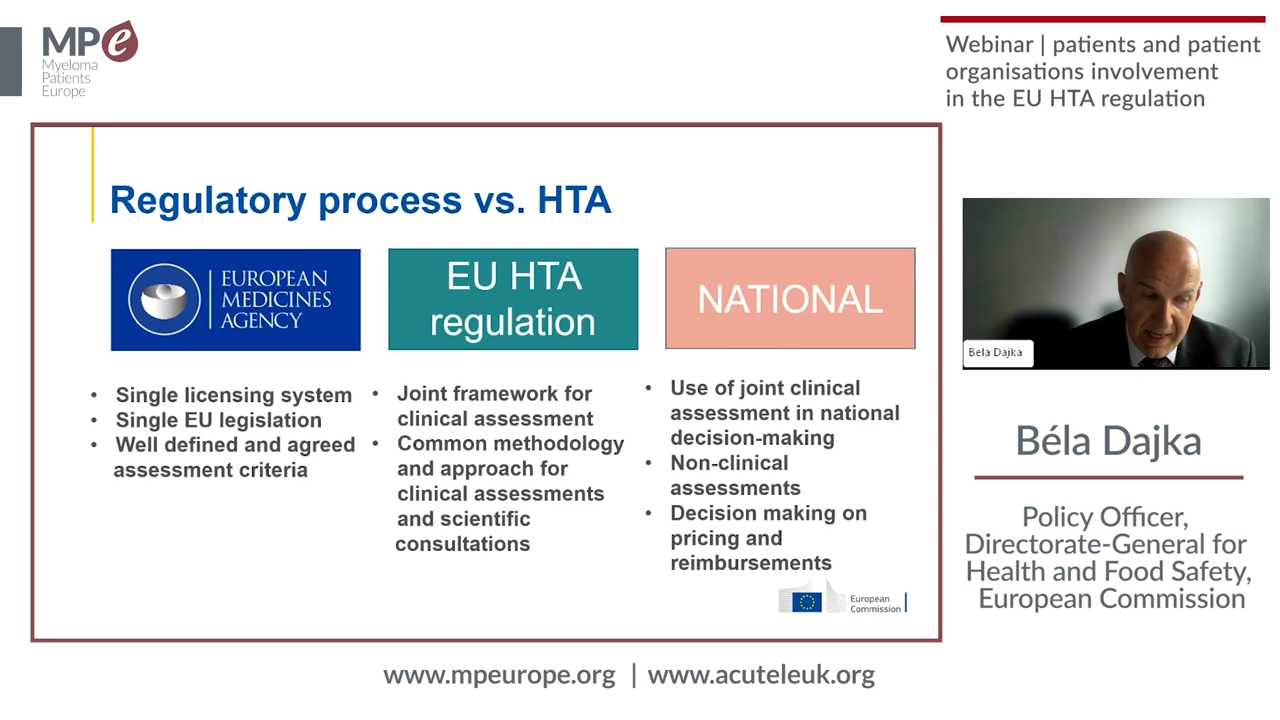 MPe
Myeloma
Patients
Europe
Webinar | patients and patient
organisations involvement
in the EU HTA regulation
Regulatory process vs. HTA
EUROPEAN
MEDICINES
AGENCY
• Single licensing system
• Single EU legislation
• Well defined and agreed
assessment criteria
EU HTA
regulation
• Joint framework for
clinical assessment
• Common methodology
and approach for
clinical assessments
and scientific
consultations
NATIONAL
• Use of joint clinical
assessment in national
decision-making
• Non-clinical
assessments
• Decision making on
pricing and
reimbursements
European
Commission
Bela Dajka
Béla Dajka
Policy Officer,
Directorate-General for
Health and Food Safety,
European Commission
www.mpeurope.org | www.acuteleuk.org